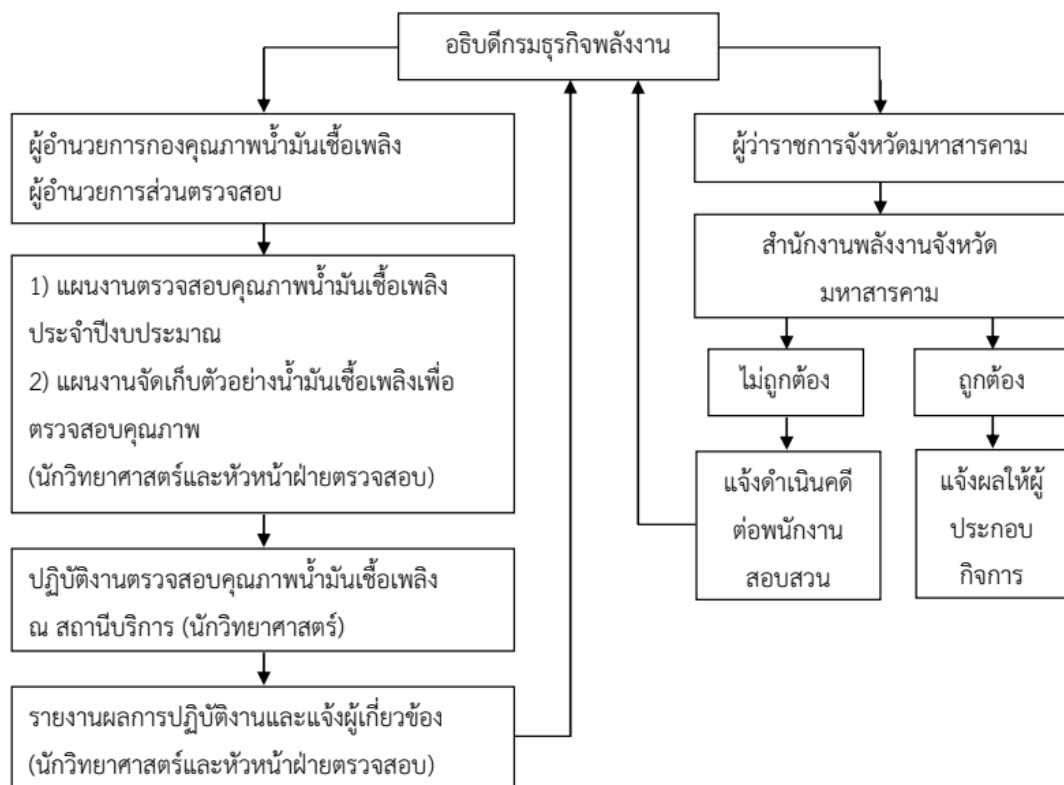 อธิบดีกรมธุรกิจพลังงาน
ผู้อำนวยการกองคุณภาพน้ำมันเชื้อเพลิง
ผู้อำนวยการส่วนตรวจสอบ
1) แผนงานตรวจสอบคุณภาพน้ำมันเชื้อเพลิง
ประจำปีงบประมาณ
2) แผนงานจัดเก็บตัวอย่างน้ำมันเชื้อเพลิงเพื่อ
ตรวจสอบคุณภาพ
(นักวิทยาศาสตร์และหัวหน้าฝ่ายตรวจสอบ)
ปฏิบัติงานตรวจสอบคุณภาพน้ำมันเชื้อเพลิง
ณ สถานีบริการ (นักวิทยาศาสตร์)
รายงานผลการปฏิบัติงานและแจ้งผู้เกี่ยวข้อง
(นักวิทยาศาสตร์และหัวหน้าฝ่ายตรวจสอบ)
ผู้ว่าราชการจังหวัดมหาสารคาม
สำนักงานพลังงานจังหวัด
มหาสารคาม
ไม่ถูกต้อง
แจ้งดำเนินคดี
ต่อพนักงาน
สอบสวน
ถูกต้อง
แจ้งผลให้ผู้
ประกอบ
กิจการ